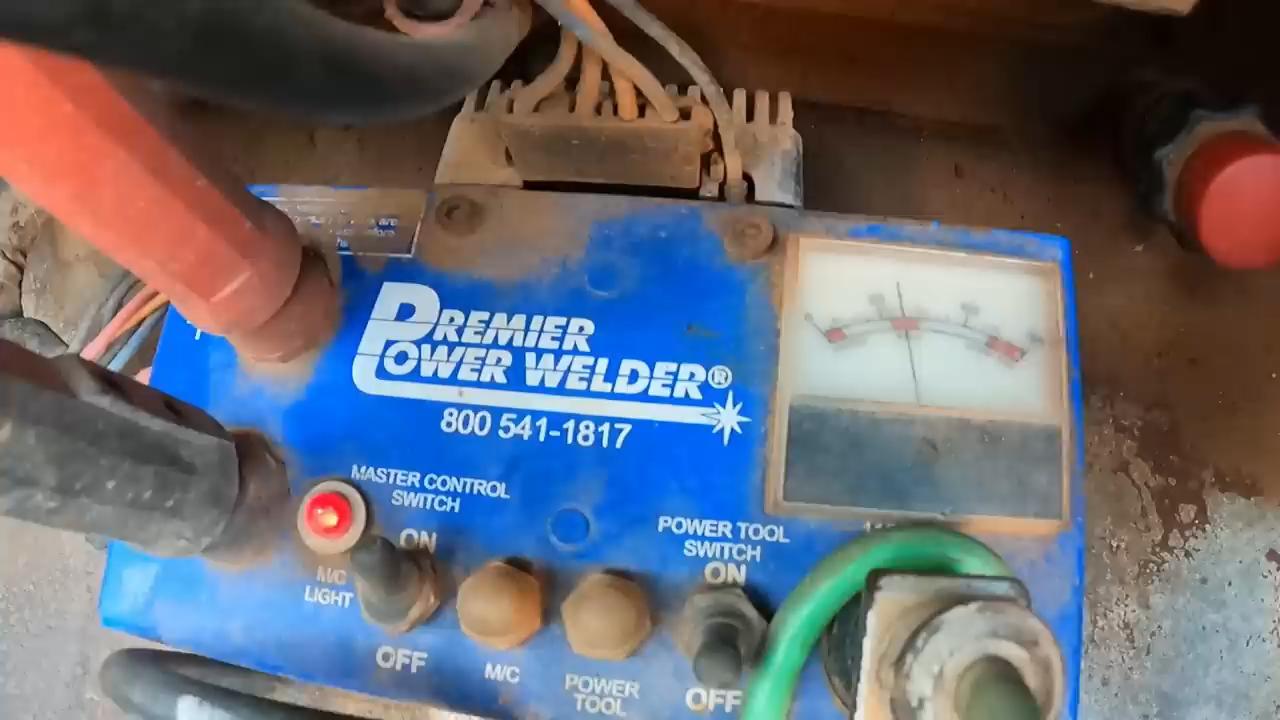 PREMIER
POWER WELDER®
800 541-1817
MASTER CONTROL
SWITCH
ON
M/C
LIGHT
OFF
M/C
POWER
TOOL
POWER TOOL
SWITCH
ON
OFF